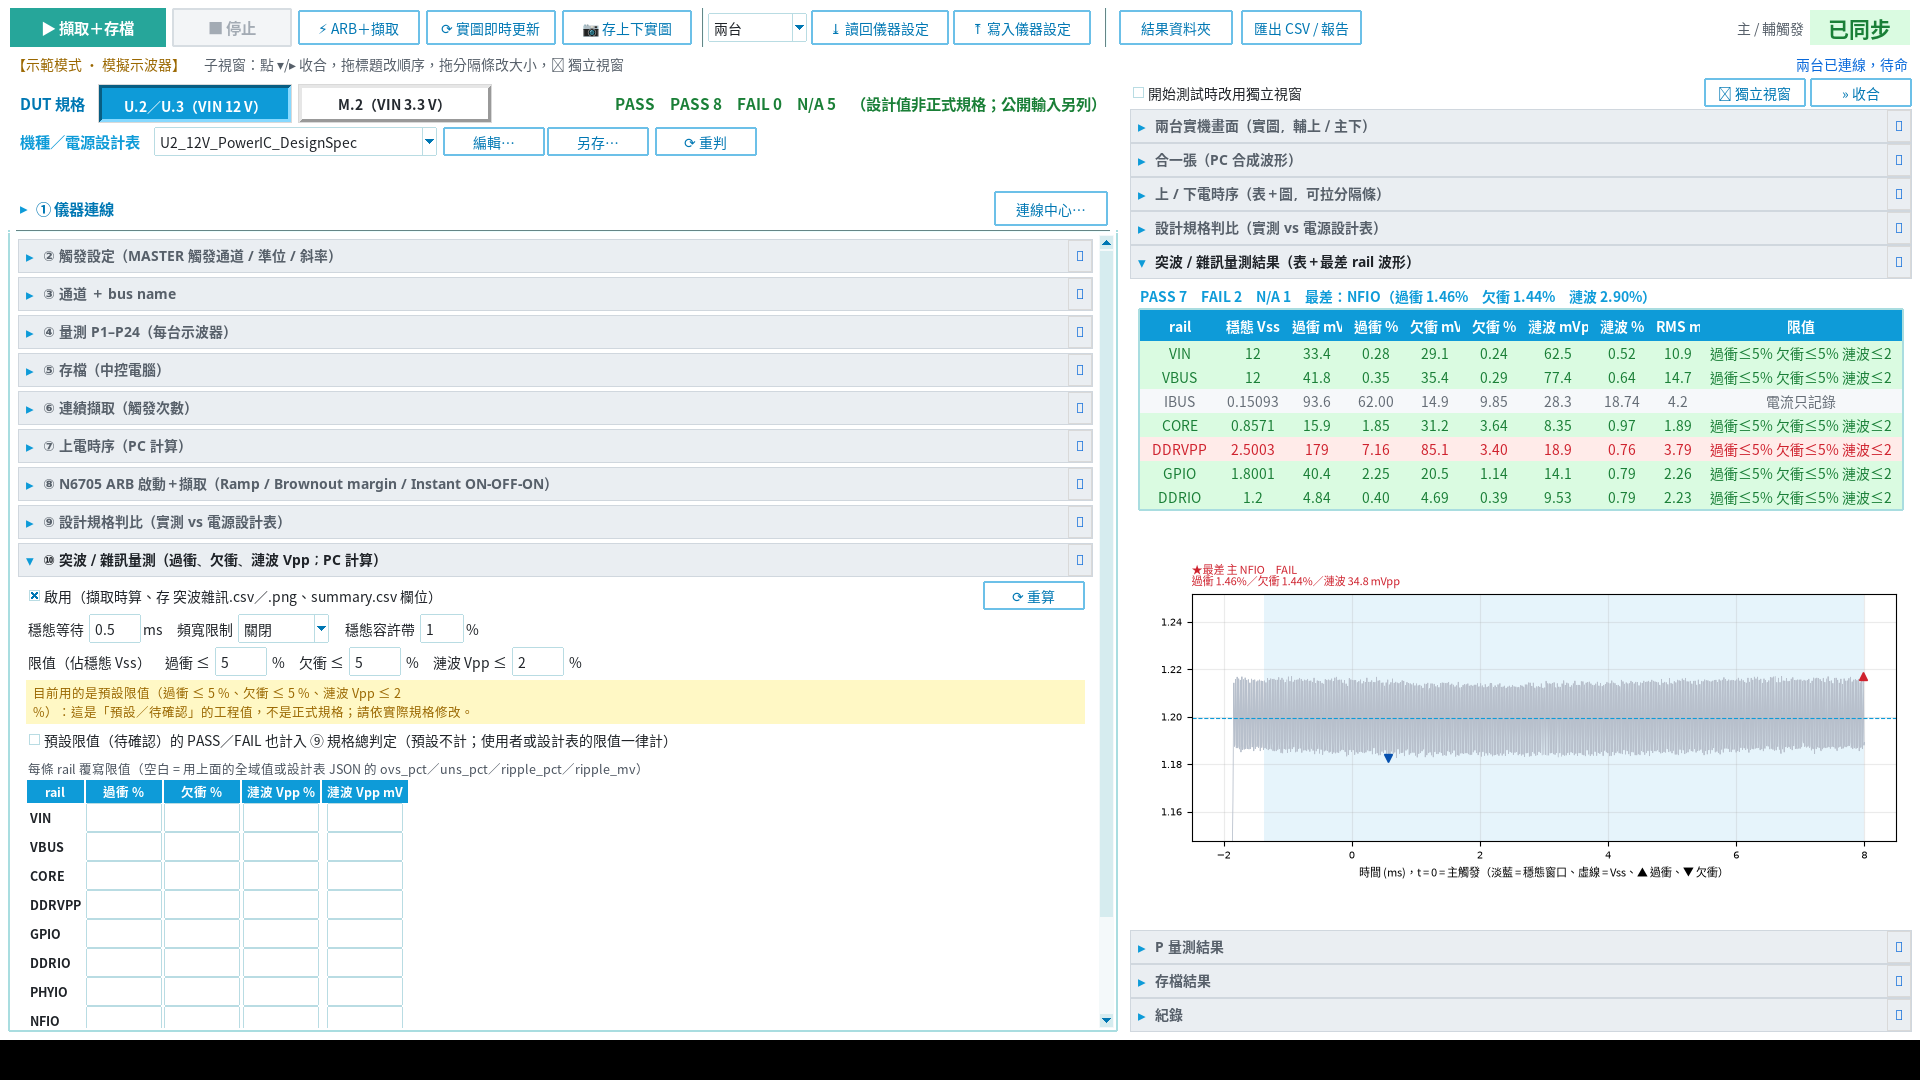 ▶ 擷取＋存檔
■ 停止
⚡ ARB＋擷取
⟳ 實圖即時更新
📷 存上下實圖
兩台
⤓ 讀回儀器設定
⤒ 寫入儀器設定
結果資料夾
匯出 CSV / 報告
主 / 輔觸發
已同步
【示範模式 · 模擬示波器】 子視窗：點 ▾/▸ 收合，拖標題改順序，拖分隔條改大小， 獨立視窗
兩台已連線，待命
DUT 規格
U.2／U.3（VIN 12 V）
M.2（VIN 3.3 V）
PASS PASS 8 FAIL 0 N/A 5 （設計值非正式規格；公開輸入另列）
機種／電源設計表
U2_12V_PowerIC_DesignSpec
編輯⋯
另存⋯
⟳ 重判
▸ ① 儀器連線
連線中心⋯
▸ ② 觸發設定（MASTER 觸發通道 / 準位 / 斜率）
▸ ③ 通道 ＋ bus name
▸ ④ 量測 P1–P24（每台示波器）
▸ ⑤ 存檔（中控電腦）
▸ ⑥ 連續擷取（觸發次數）
▸ ⑦ 上電時序（PC 計算）
▸ ⑧ N6705 ARB 啟動＋擷取（Ramp / Brownout margin / Instant ON-OFF-ON）
▸ ⑨ 設計規格判比（實測 vs 電源設計表）
▾ ⑩ 突波 / 雜訊量測（過衝、欠衝、漣波 Vpp；PC 計算）
啟用（擷取時算、存 突波雜訊.csv／.png、summary.csv 欄位）
⟳ 重算
穩態等待 0.5 ms 頻寬限制 關閉 穩態容許帶 1 %
限值（佔穩態 Vss） 過衝 ≤ 5 % 欠衝 ≤ 5 % 漣波 Vpp ≤ 2 %
目前用的是預設限值（過衝 ≤ 5 %、欠衝 ≤ 5 %、漣波 Vpp ≤ 2
%）：這是「預設／待確認」的工程值，不是正式規格；請依實際規格修改。
預設限值（待確認）的 PASS／FAIL 也計入 ⑨ 規格總判定（預設不計；使用者或設計表的限值一律計）
每條 rail 覆寫限值（空白 = 用上面的全域值或設計表 JSON 的 ovs_pct／uns_pct／ripple_pct／ripple_mv）
rail 過衝 % 欠衝 % 漣波 Vpp % 漣波 Vpp mV
VIN
VBUS
CORE
DDRVPP
GPIO
DDRIO
PHYIO
NFIO
開始測試時改用獨立視窗
獨立視窗
» 收合
▸ 兩台實機畫面（實圖，輔上 / 主下）
▸ 合一張（PC 合成波形）
▸ 上 / 下電時序（表＋圖，可拉分隔條）
▸ 設計規格判比（實測 vs 電源設計表）
▾ 突波 / 雜訊量測結果（表＋最差 rail 波形）
PASS 7 FAIL 2 N/A 1 最差：NFIO（過衝 1.46% 欠衝 1.44% 漣波 2.90%）
rail 穩態 Vss 過衝 mV 過衝 % 欠衝 mV 欠衝 % 漣波 mVp 漣波 % RMS m 限值
VIN 12 33.4 0.28 29.1 0.24 62.5 0.52 10.9 過衝≤5% 欠衝≤5% 漣波≤2
VBUS 12 41.8 0.35 35.4 0.29 77.4 0.64 14.7 過衝≤5% 欠衝≤5% 漣波≤2
IBUS 0.15093 93.6 62.00 14.9 9.85 28.3 18.74 4.2 電流只記錄
CORE 0.8571 15.9 1.85 31.2 3.64 8.35 0.97 1.89 過衝≤5% 欠衝≤5% 漣波≤2
DDRVPP 2.5003 179 7.16 85.1 3.40 18.9 0.76 3.79 過衝≤5% 欠衝≤5% 漣波≤2
GPIO 1.8001 40.4 2.25 20.5 1.14 14.1 0.79 2.26 過衝≤5% 欠衝≤5% 漣波≤2
DDRIO 1.2 4.84 0.40 4.69 0.39 9.53 0.79 2.23 過衝≤5% 欠衝≤5% 漣波≤2
★最差 主 NFIO FAIL
過衝 1.46%／欠衝 1.44%／漣波 34.8 mVpp
1.24
1.22
1.20
1.18
1.16
−2 0 2 4 6 8
時間 (ms)，t＝0＝主觸發（淡藍＝穩態窗口、虛線＝Vss、▲ 過衝、▼ 欠衝）
▸ P 量測結果
▸ 存檔結果
▸ 紀錄